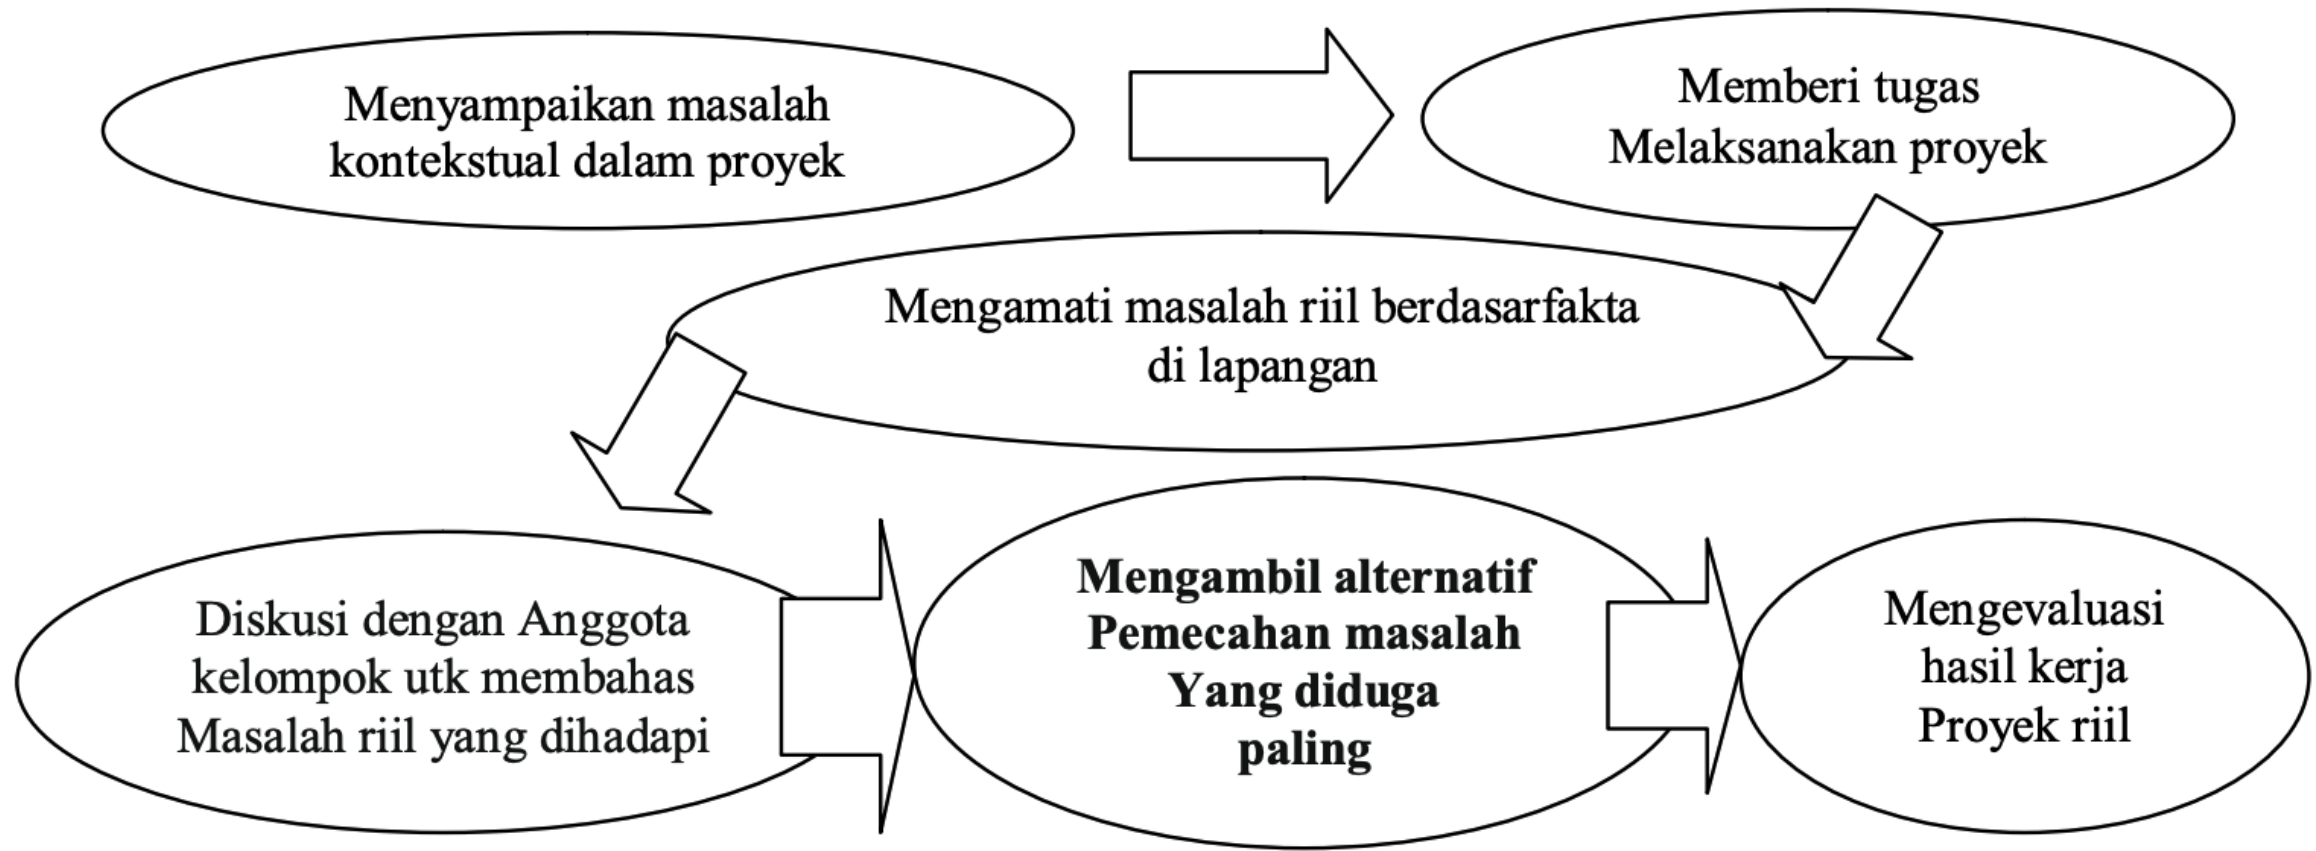 Menyampaikan masalah
kontekstual dalam proyek
Memberi tugas
Melaksanakan proyek
Mengamati masalah riil berdasarfakta
di lapangan
Diskusi dengan Anggota
kelompok utk membahas
Masalah riil yang dihadapi
Mengambil alternatif
Pemecahan masalah
Yang diduga
paling
Mengevaluasi
hasil kerja
Proyek riil